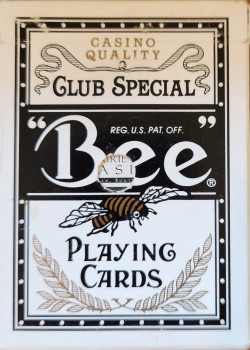 CASINO
QUALITY
CLUB SPECIAL
REG. U.S. PAT. OFF.
"Bee"®
PLAYING
CARDS